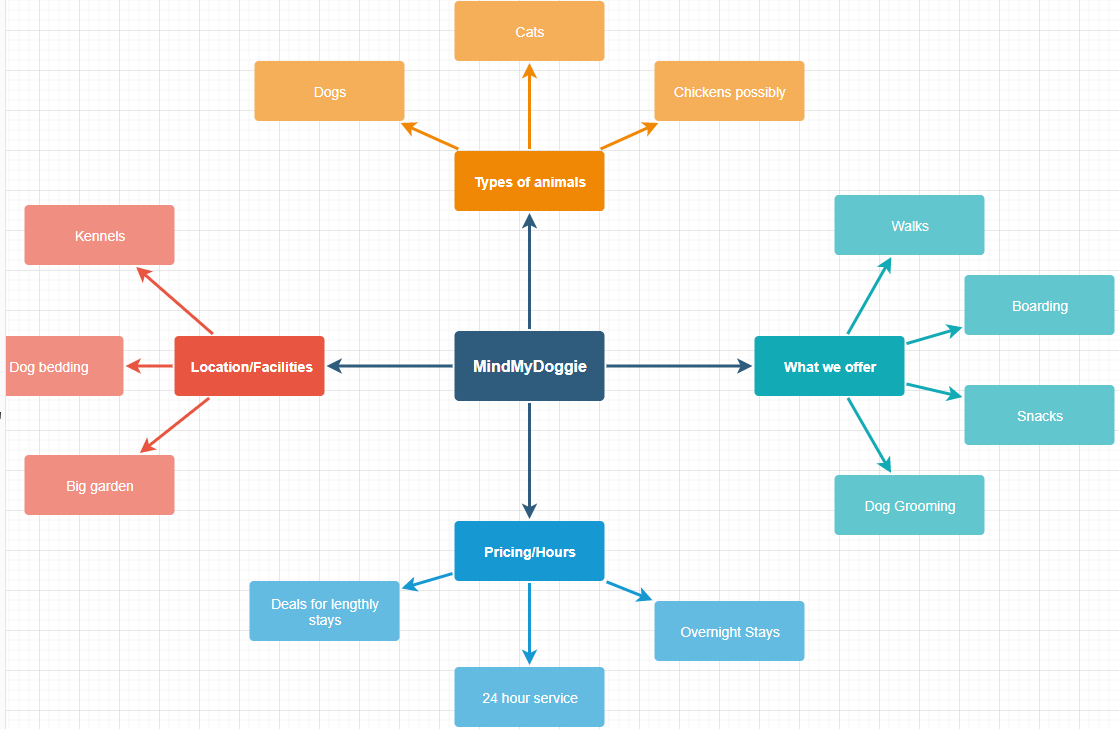 Cats
Dogs
Chickens possibly
Types of animals
Kennels
Walks
Boarding
Dog bedding
Location/Facilities
MindMyDoggie
What we offer
Snacks
Big garden
Dog Grooming
Pricing/Hours
Deals for lengthly
stays
Overnight Stays
24 hour service